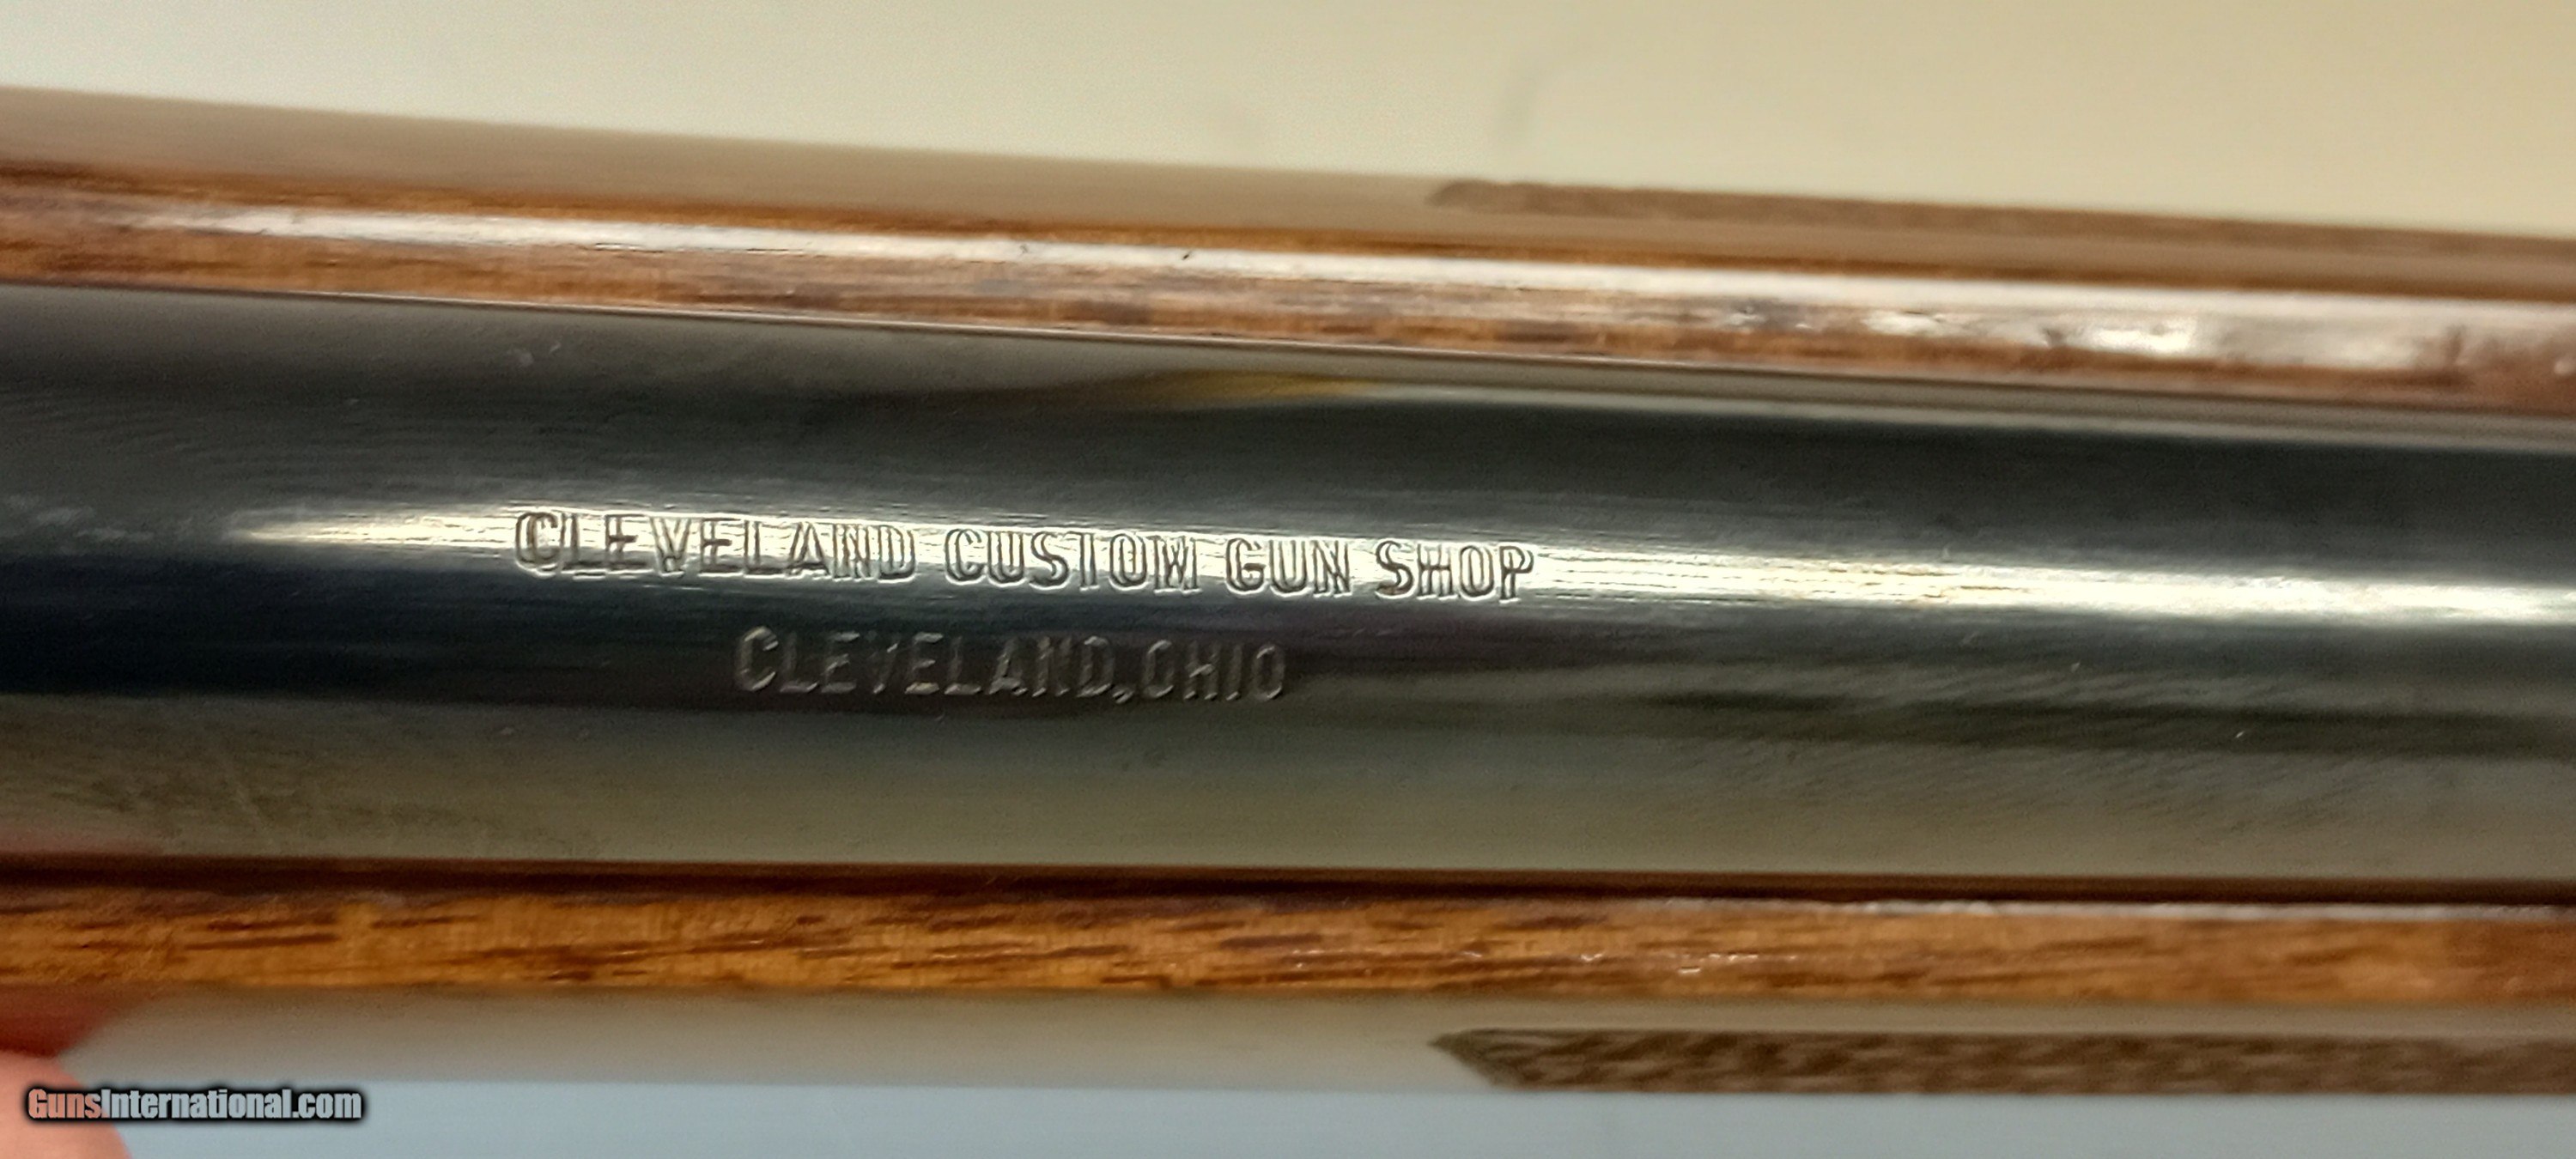 CLEVELAND CUSTOM GUN SHOP
CLEVELAND, OHIO
GunsInternational.com